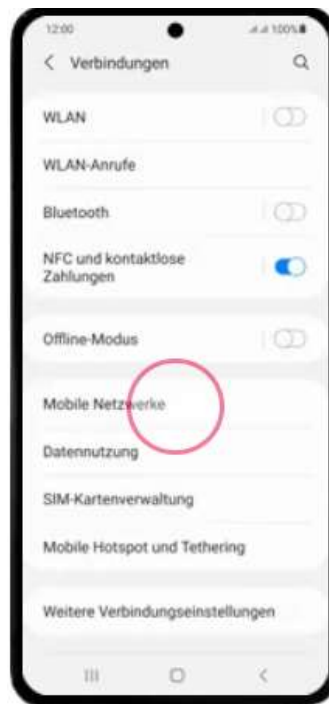 12:00 100%
Verbindungen
WLAN
WLAN-Anrufe
Bluetooth
NFC und kontaktlose
Zahlungen
Offline-Modus
Mobile Netzwerke
Datennutzung
SIM-Kartenverwaltung
Mobile Hotspot und Tethering
Weitere Verbindungseinstellungen